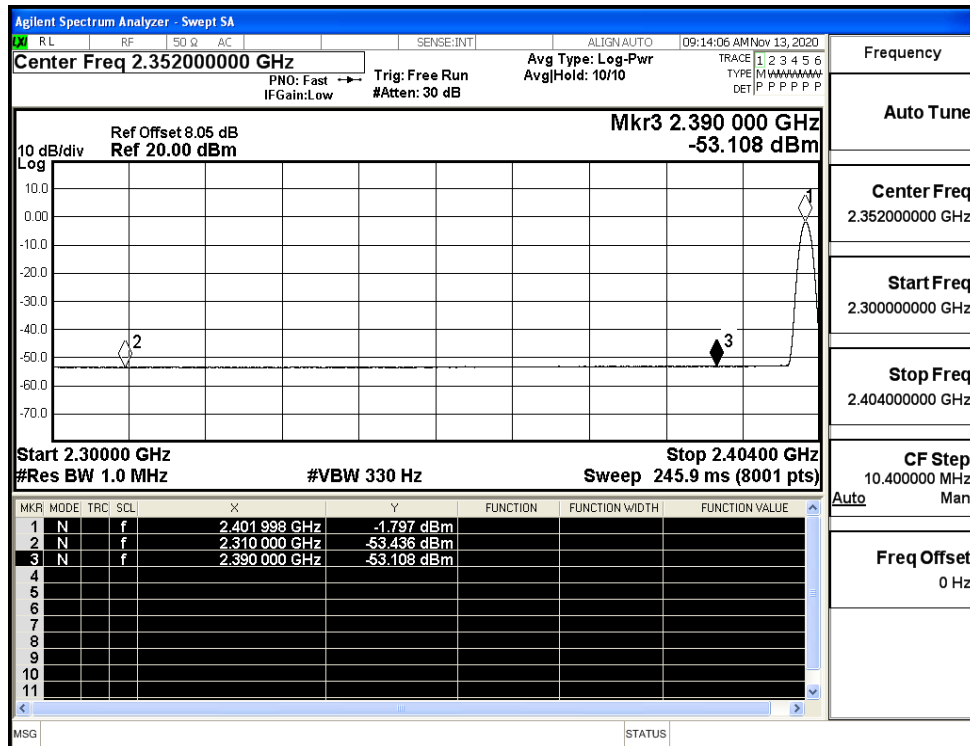 Agilent Spectrum Analyzer - Swept SA
LXI RL RF 50 Ω AC SENSE:INT ALIGN AUTO 09:14:06 AM Nov 13, 2020
Center Freq 2.352000000 GHz
PNO: Fast
IFGain:Low
Trig: Free Run
#Atten: 30 dB
Avg Type: Log-Pwr
Avg|Hold: 10/10
TRACE 1 2 3 4 5 6
TYPE M W W W W W
DET P P P P P P
Ref Offset 8.05 dB
10 dB/div Ref 20.00 dBm
Log
Mkr3 2.390 000 GHz
-53.108 dBm
10.0
0.00
-10.0
-20.0
-30.0
-40.0
-50.0
-60.0
-70.0
1
2
3
Start 2.30000 GHz Stop 2.40400 GHz
#Res BW 1.0 MHz #VBW 330 Hz Sweep 245.9 ms (8001 pts)
MKR MODE TRC SCL X Y FUNCTION FUNCTION WIDTH FUNCTION VALUE
1 N f 2.401 998 GHz -1.797 dBm
2 N f 2.310 000 GHz -53.436 dBm
3 N f 2.390 000 GHz -53.108 dBm
4
5
6
7
8
9
10
11
MSG STATUS
Frequency
Auto Tune
Center Freq
2.352000000 GHz
Start Freq
2.300000000 GHz
Stop Freq
2.404000000 GHz
CF Step
10.400000 MHz
Auto Man
Freq Offset
0 Hz